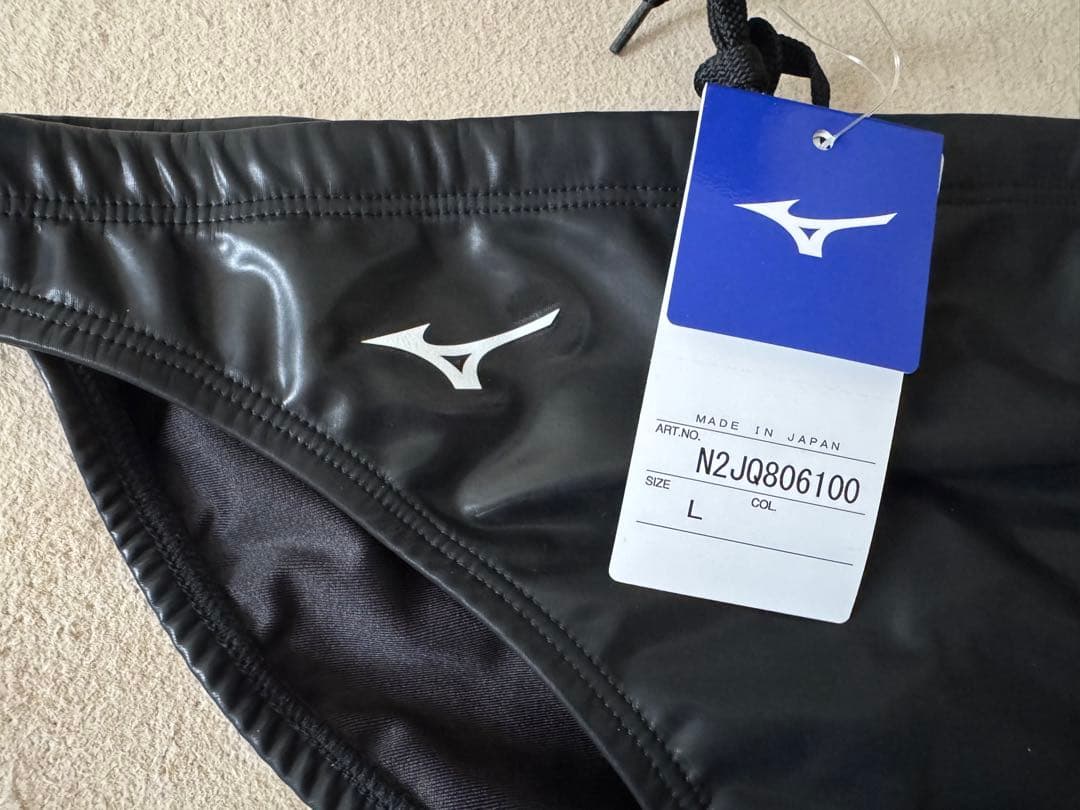 MADE IN JAPAN
ART.NO.
N2JQ806100
SIZE
COL.
L